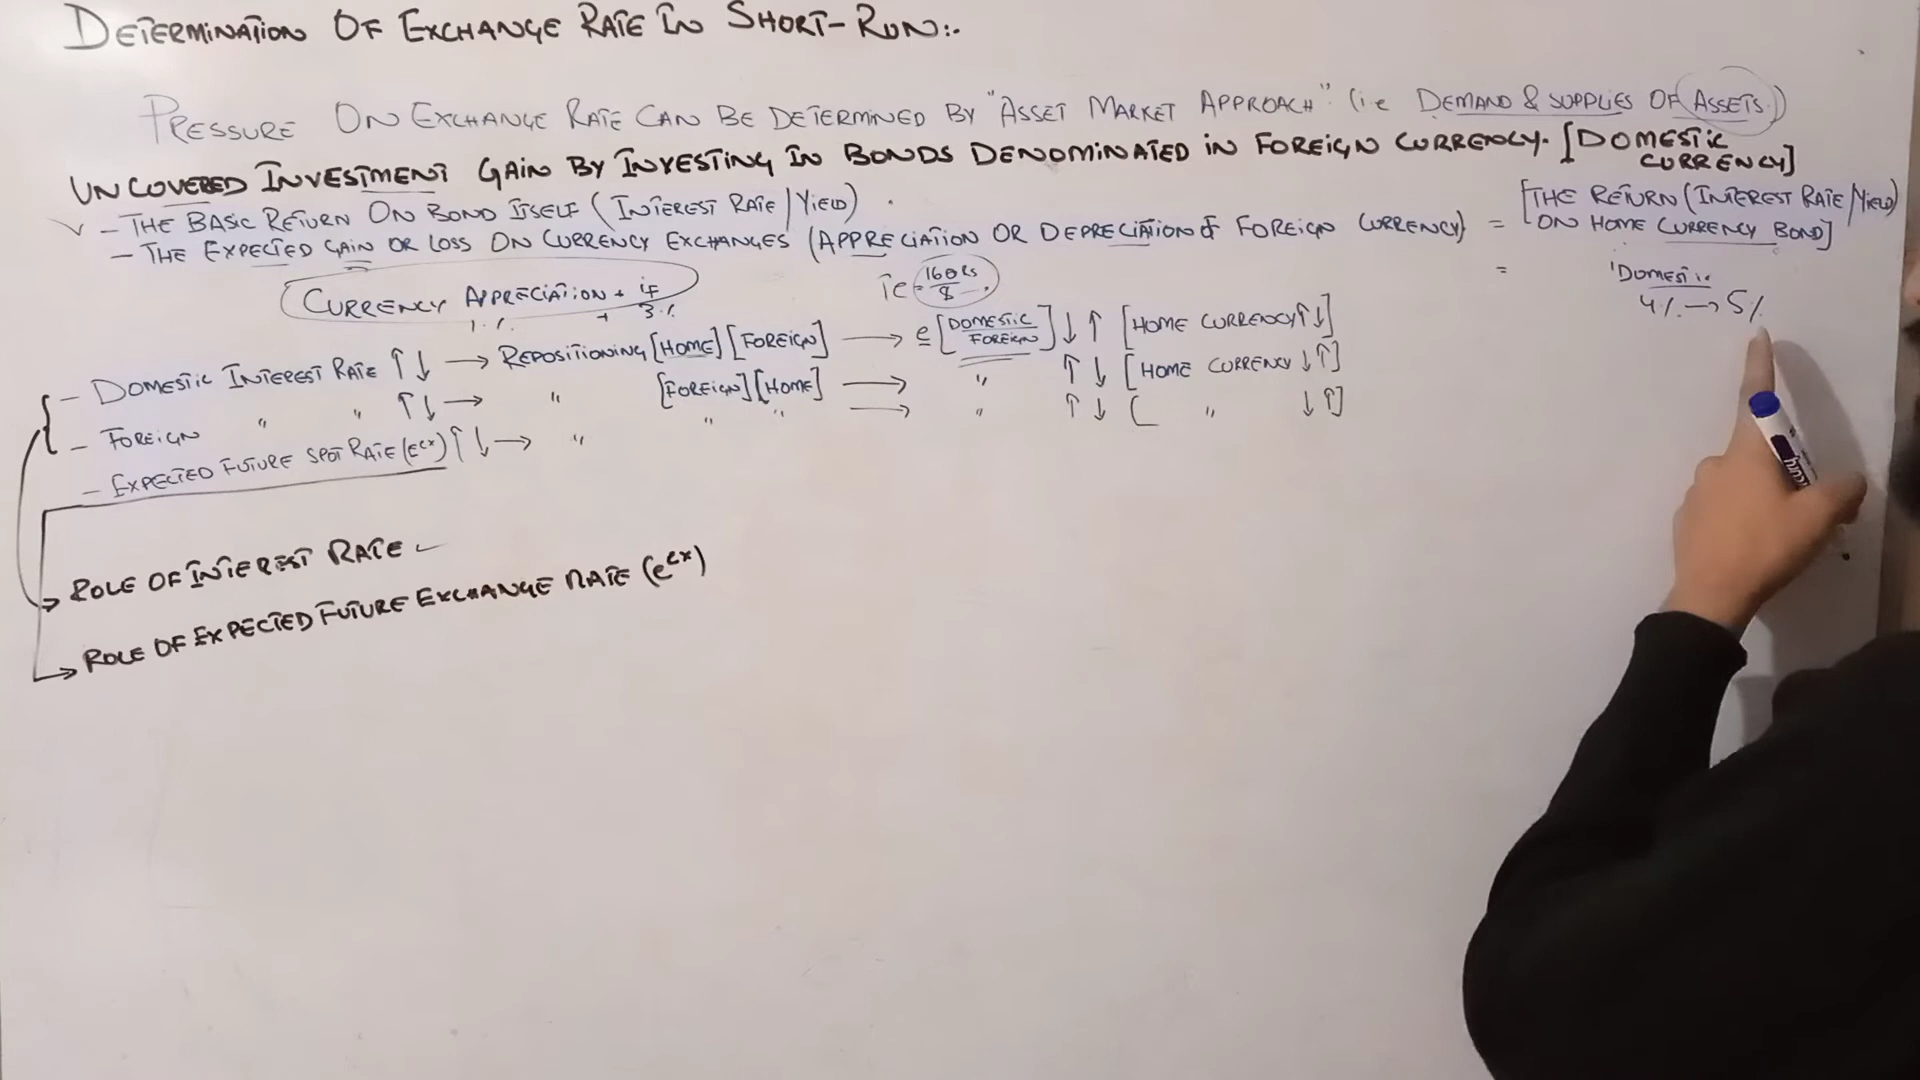 DETERMINATION OF EXCHANGE RATE IN SHORT-RUN:-
PRESSURE ON EXCHANGE RATE CAN BE DETERMINED BY "ASSET MARKET APPROACH" (i.e DEMAND & SUPPLIES OF ASSETS.)
UNCOVERED INVESTMENT GAIN BY INVESTING IN BONDS DENOMINATED IN FOREIGN CURRENCY. [DOMESTIC CURRENCY]
- THE BASIC RETURN ON BOND ITSELF (INTEREST RATE / YIELD) .
- THE EXPECTED GAIN OR LOSS ON CURRENCY EXCHANGES (APPRECIATION OR DEPRECIATION OF FOREIGN CURRENCY) = [THE RETURN (INTEREST RATE / YIELD) ON HOME CURRENCY BOND]
CURRENCY APPRECIATION + if
1.% + 3.%
ie 160Rs/$ .
= DOMESTIC
4% → 5%
- DOMESTIC INTEREST RATE ↑↓ → REPOSITIONING [HOME] [FOREIGN] → e [DOMESTIC/FOREIGN] ↓↑ [HOME CURRENCY ↑↓]
- FOREIGN " " ↑↓ → " [FOREIGN] [HOME] → " ↑↓ [HOME CURRENCY ↓↑]
- EXPECTED FUTURE SPOT RATE (Eex) ↑↓ → " " " → " ↑↓ [ " ↓↑]
→ ROLE OF INTEREST RATE
→ ROLE OF EXPECTED FUTURE EXCHANGE RATE (eex)